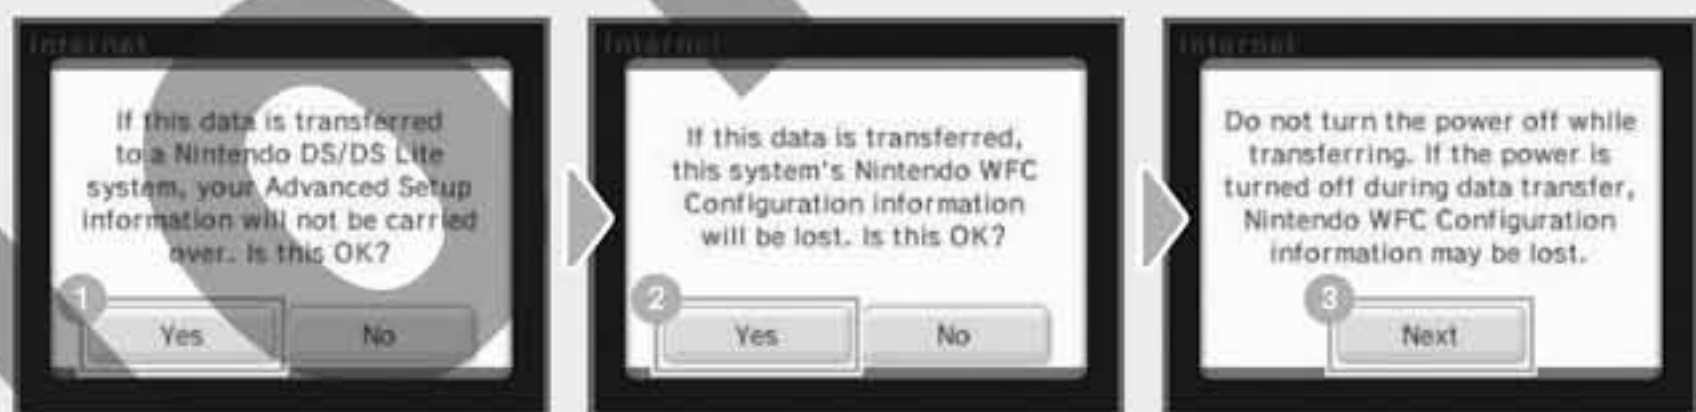 Internet
If this data is transferred
to a Nintendo DS/DS Lite
system, your Advanced Setup
information will not be carried
over. Is this OK?
1
Yes
No
Internet
If this data is transferred,
this system's Nintendo WFC
Configuration information
will be lost. Is this OK?
2
Yes
No
Internet
Do not turn the power off while
transferring. If the power is
turned off during data transfer,
Nintendo WFC Configuration
information may be lost.
3
Next